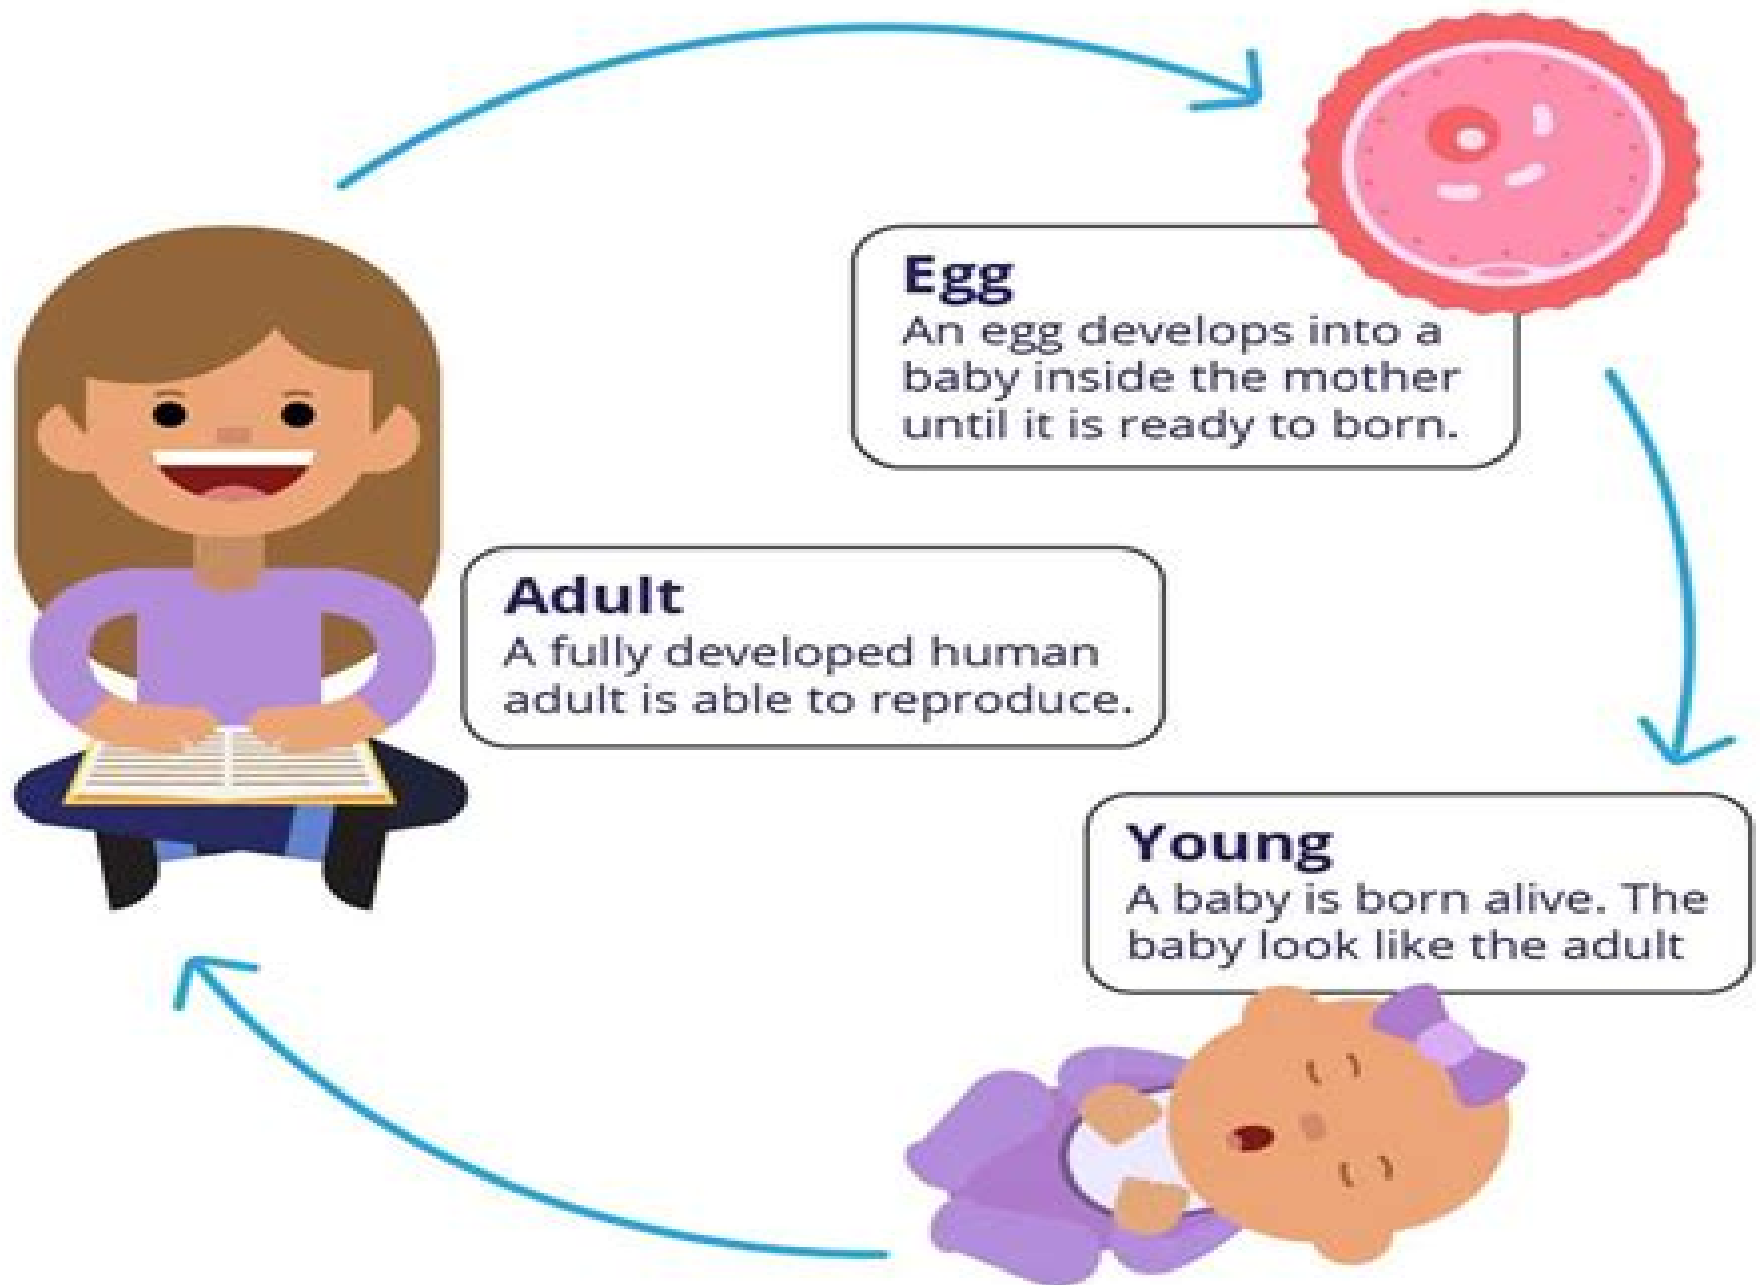 Egg
An egg develops into a
baby inside the mother
until it is ready to born.
Adult
A fully developed human
adult is able to reproduce.
Young
A baby is born alive. The
baby look like the adult